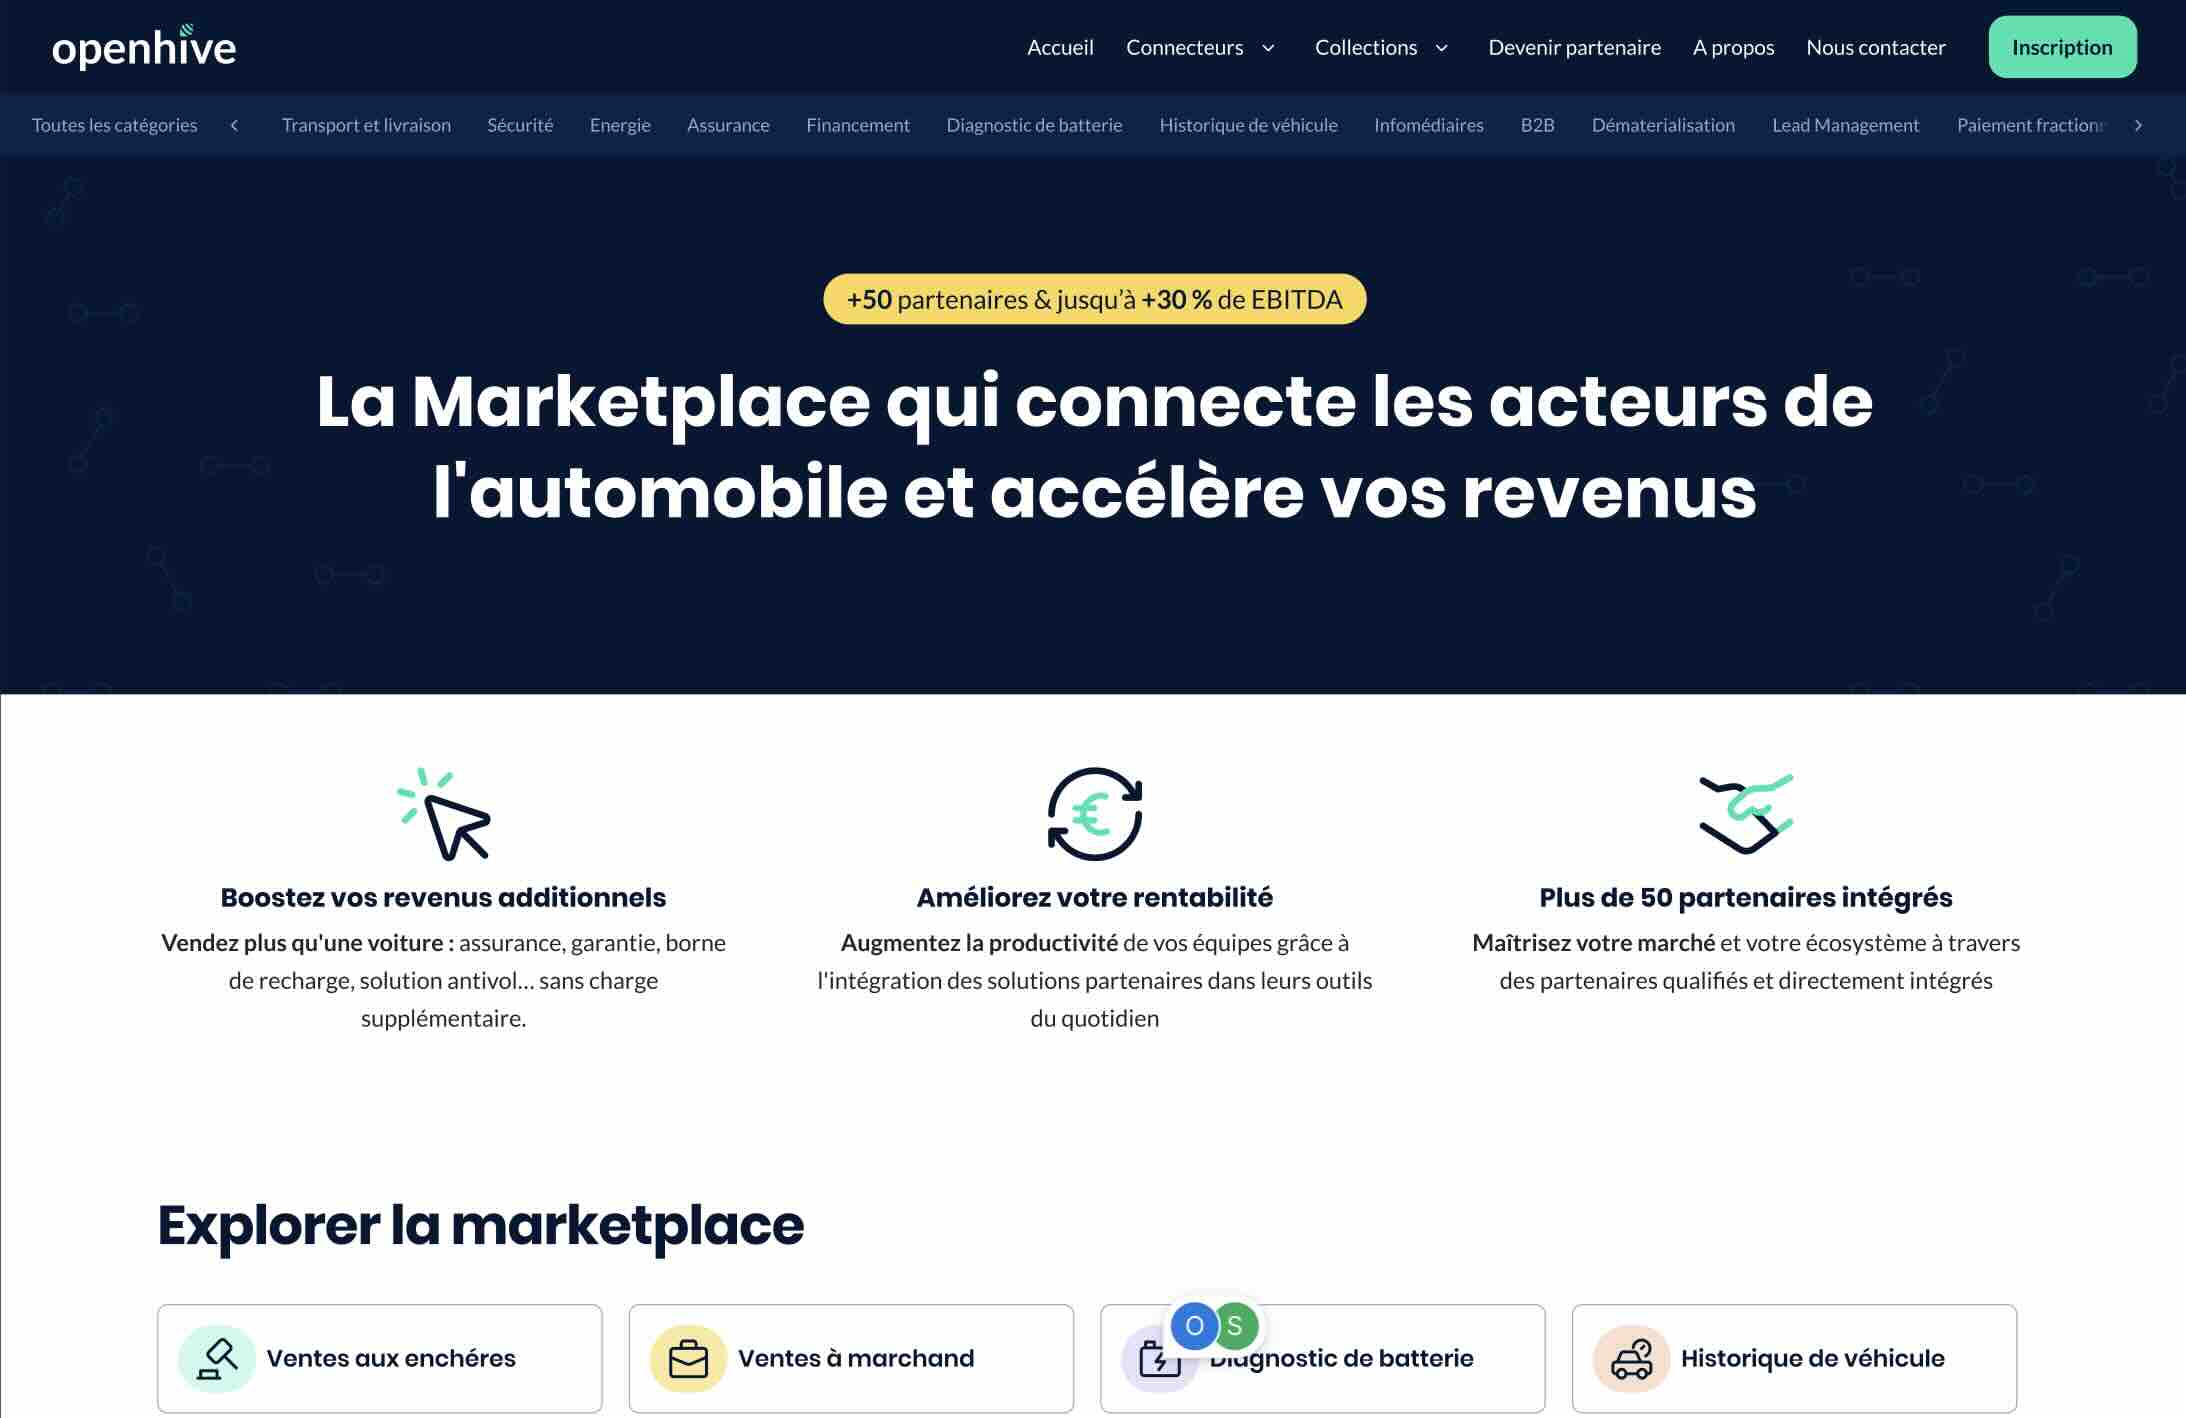 openhive
Accueil Connecteurs Collections Devenir partenaire A propos Nous contacter Inscription
Toutes les catégories Transport et livraison Sécurité Energie Assurance Financement Diagnostic de batterie Historique de véhicule Infomédiaires B2B Dématerialisation Lead Management Paiement fractionn
+50 partenaires & jusqu’à +30 % de EBITDA
La Marketplace qui connecte les acteurs de
l'automobile et accélère vos revenus
Boostez vos revenus additionnels
Vendez plus qu'une voiture : assurance, garantie, borne
de recharge, solution antivol... sans charge
supplémentaire.
Améliorez votre rentabilité
Augmentez la productivité de vos équipes grâce à
l'intégration des solutions partenaires dans leurs outils
du quotidien
Plus de 50 partenaires intégrés
Maîtrisez votre marché et votre écosystème à travers
des partenaires qualifiés et directement intégrés
Explorer la marketplace
O S
Ventes aux enchéres
Ventes à marchand
Diagnostic de batterie
Historique de véhicule